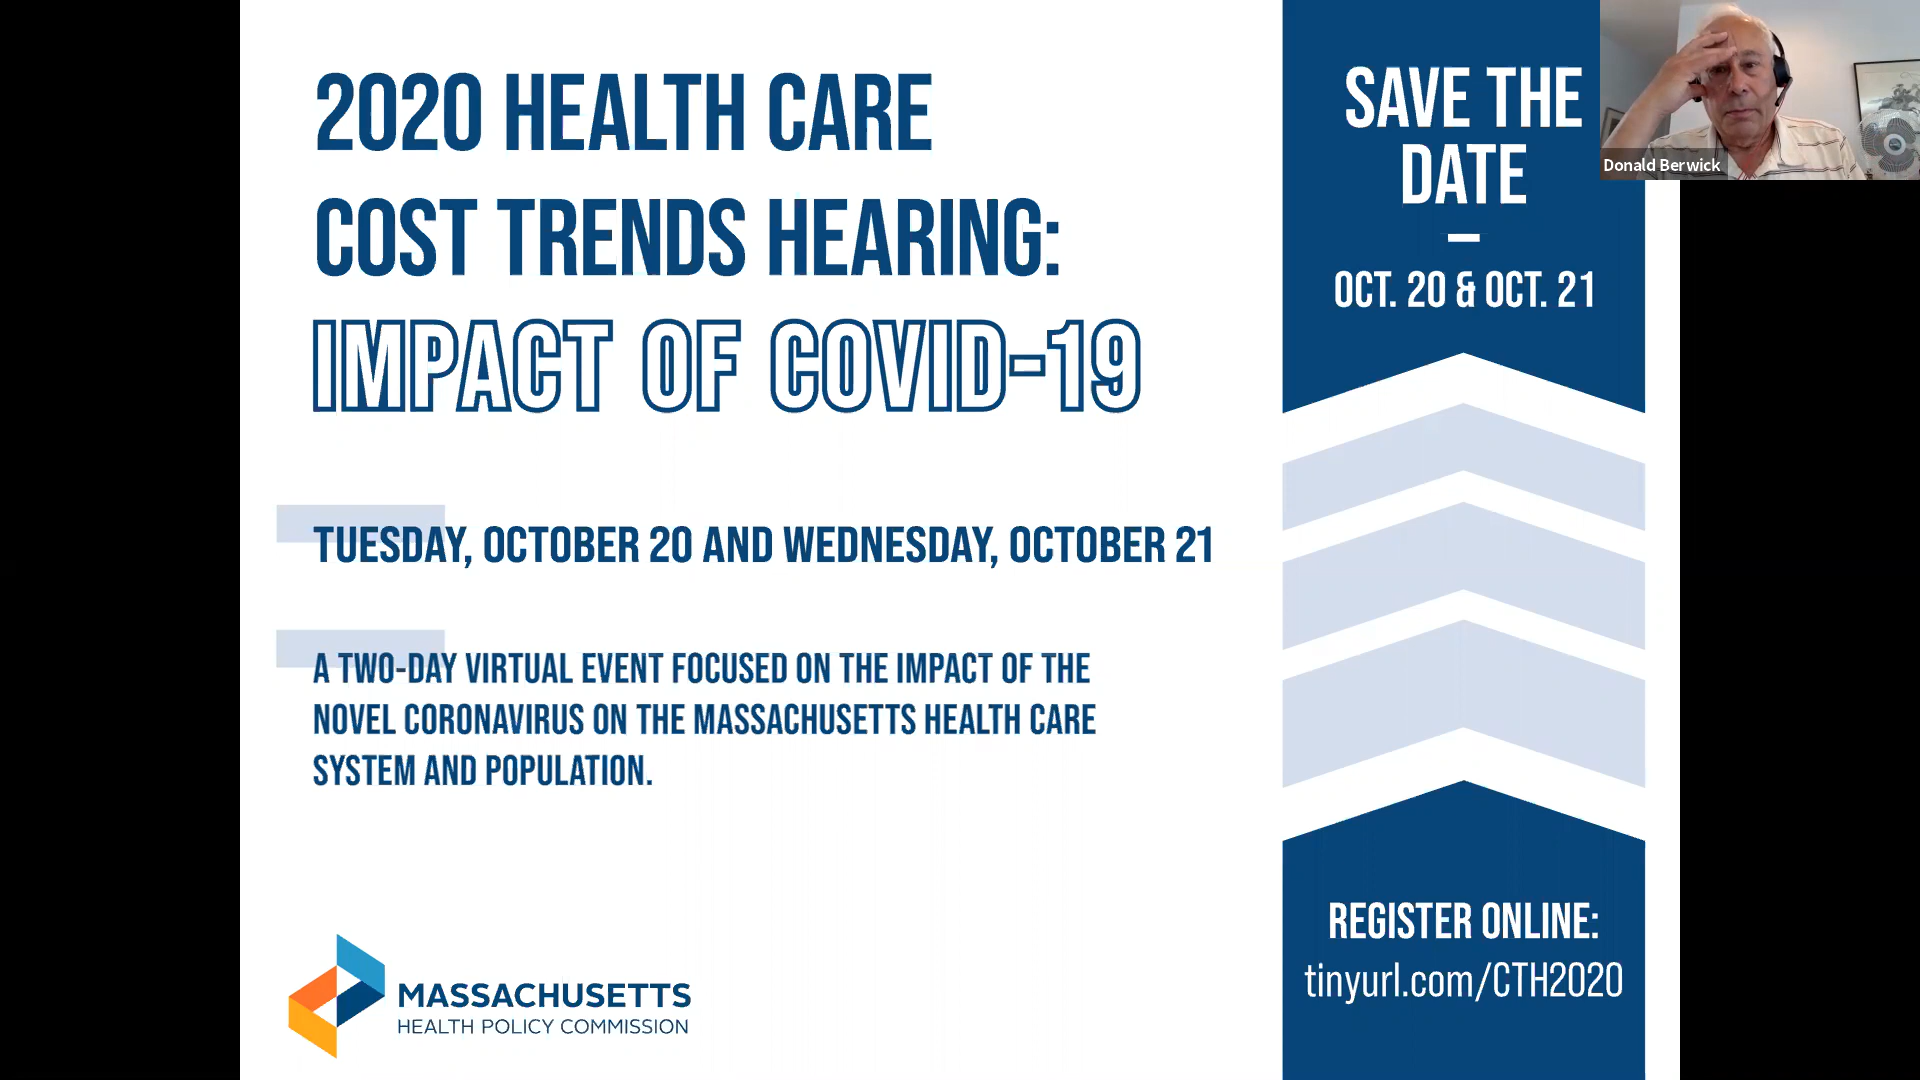 2020 HEALTH CARE
COST TRENDS HEARING:
IMPACT OF COVID-19
TUESDAY, OCTOBER 20 AND WEDNESDAY, OCTOBER 21
A TWO-DAY VIRTUAL EVENT FOCUSED ON THE IMPACT OF THE
NOVEL CORONAVIRUS ON THE MASSACHUSETTS HEALTH CARE
SYSTEM AND POPULATION.
MASSACHUSETTS
HEALTH POLICY COMMISSION
SAVE THE
DATE
OCT. 20 & OCT. 21
REGISTER ONLINE:
tinyurl.com/CTH2020
Donald Berwick